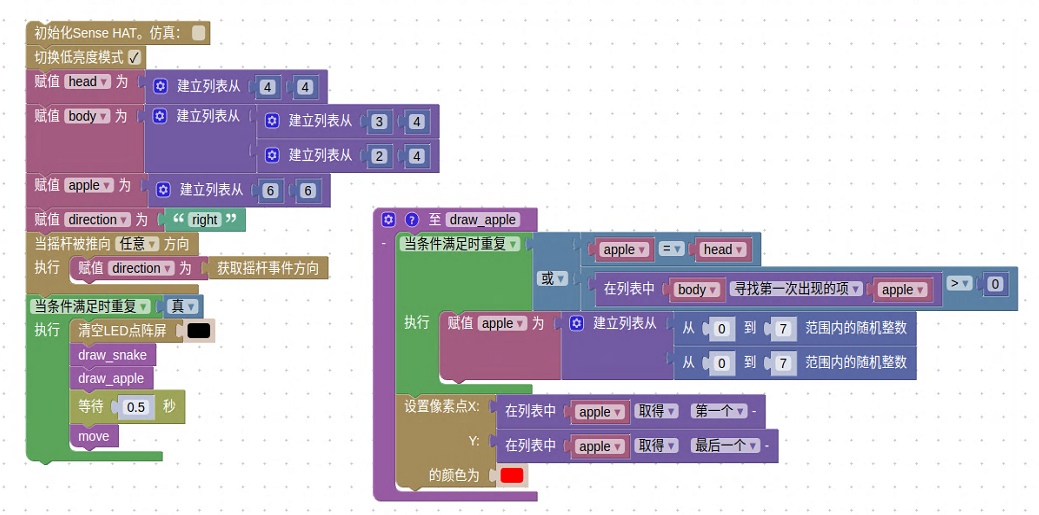 初始化Sense HAT。仿真：
切换低亮度模式
赋值 head 为 建立列表从 4 4
赋值 body 为 建立列表从 建立列表从 3 4
建立列表从 2 4
赋值 apple 为 建立列表从 6 6
赋值 direction 为 “ right ”
当摇杆被推向 任意 方向
执行 赋值 direction 为 获取摇杆事件方向
当条件满足时重复 真
执行 清空LED点阵屏
draw_snake
draw_apple
等待 0.5 秒
move
? 至 draw_apple
- 当条件满足时重复 apple = head
或
在列表中 body 寻找第一次出现的项 apple > 0
执行 赋值 apple 为 建立列表从 从 0 到 7 范围内的随机整数
从 0 到 7 范围内的随机整数
设置像素点X: 在列表中 apple 取得 第一个 -
Y: 在列表中 apple 取得 最后一个 -
的颜色为